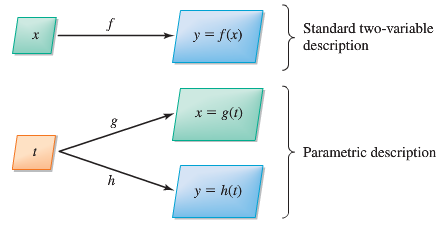 x
f
y = f(x)
Standard two-variable
description
t
g
h
x = g(t)
y = h(t)
Parametric description